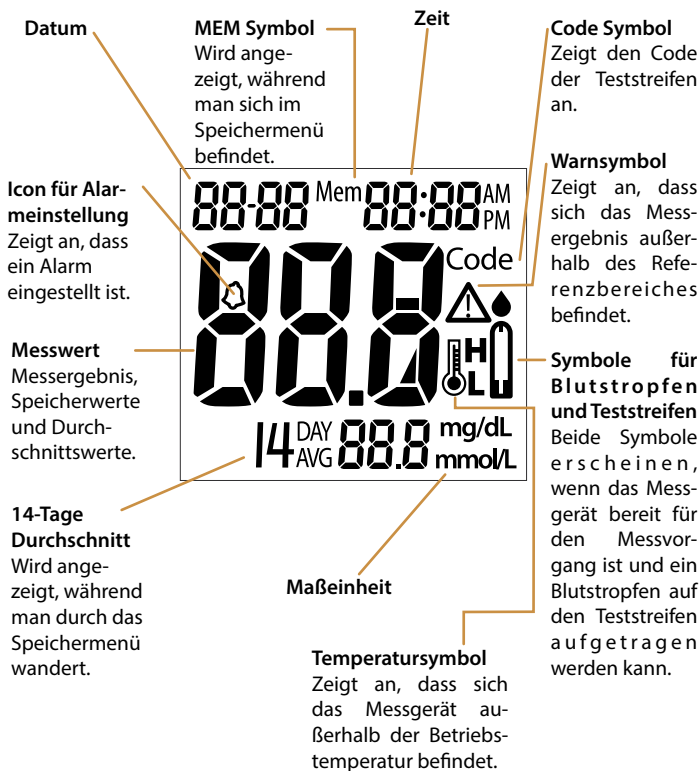 Datum
MEM Symbol
Wird ange-
zeigt, während
man sich im
Speichermenü
befindet.
Zeit
Code Symbol
Zeigt den Code
der Teststreifen
an.
Icon für Alar-
meinstellung
Zeigt an, dass
ein Alarm
eingestellt ist.
Warnsymbol
Zeigt an, dass
sich das Mess-
ergebnis außer-
halb des Refe-
renzbereiches
befindet.
88-88 Mem 88:88 AM
PM
Code
88.8
H
L
14 DAY
AVG
88.8 mg/dL
mmol/L
Messwert
Messergebnis,
Speicherwerte
und Durch-
schnittswerte.
Symbole für
Blutstropfen
und Teststreifen
Beide Symbole
erscheinen,
wenn das Mess-
gerät bereit für
den Messvor-
gang ist und ein
Blutstropfen auf
den Teststreifen
aufgetragen
werden kann.
14-Tage
Durchschnitt
Wird ange-
zeigt, während
man durch das
Speichermenü
wandert.
Maßeinheit
Temperatursymbol
Zeigt an, dass sich
das Messgerät au-
ßerhalb der Betriebs-
temperatur befindet.